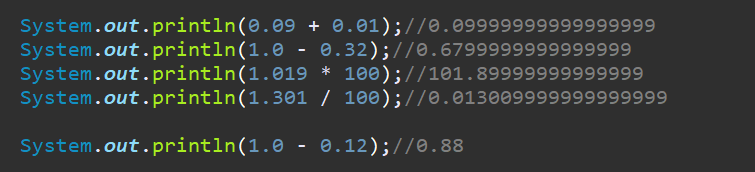 System.out.println(0.09 + 0.01);//0.09999999999999999
System.out.println(1.0 - 0.32);//0.6799999999999999
System.out.println(1.019 * 100);//101.89999999999999
System.out.println(1.301 / 100);//0.013009999999999999
System.out.println(1.0 - 0.12);//0.88